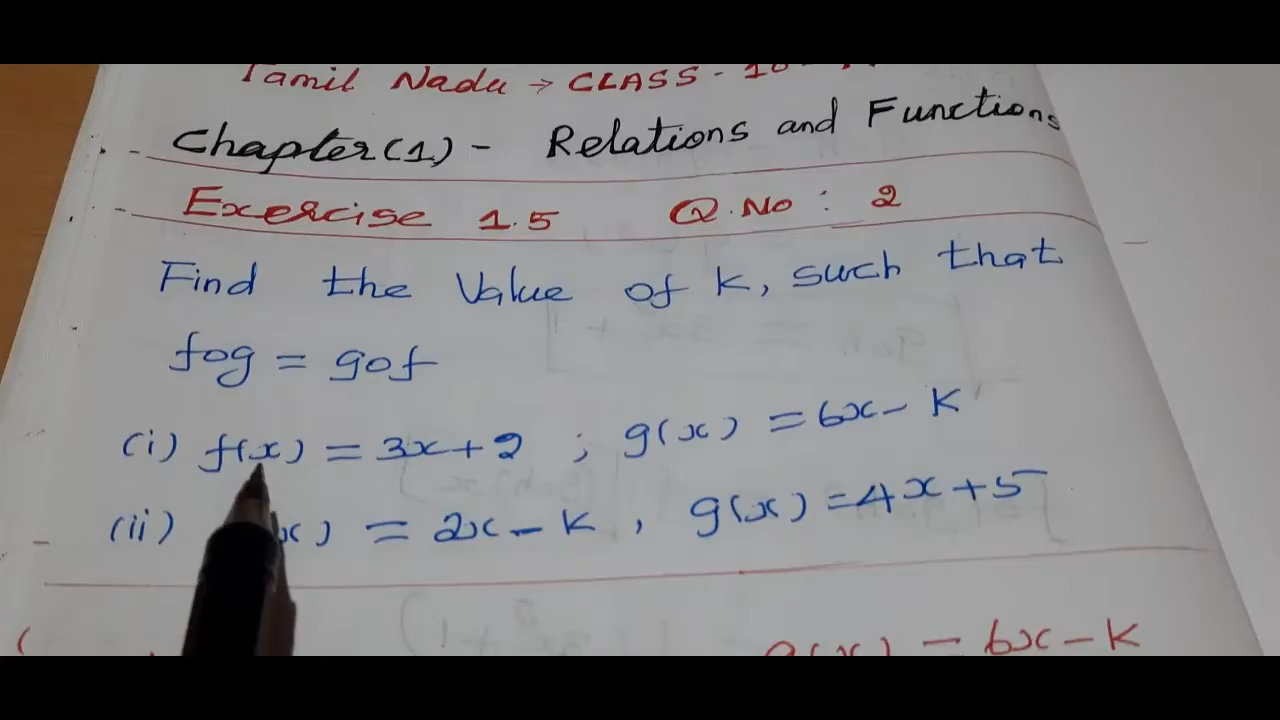 Tamil Nadu → CLASS - 10
Chapter (1) - Relations and Functions
Exercise 1.5 Q.No : 2
Find the Value of k, such that
fog = gof
(i) f(x) = 3x+2 ; g(x) = 6x - k
(ii) x) = 2x - k , g(x) = 4x + 5
g(x) = 6x - k